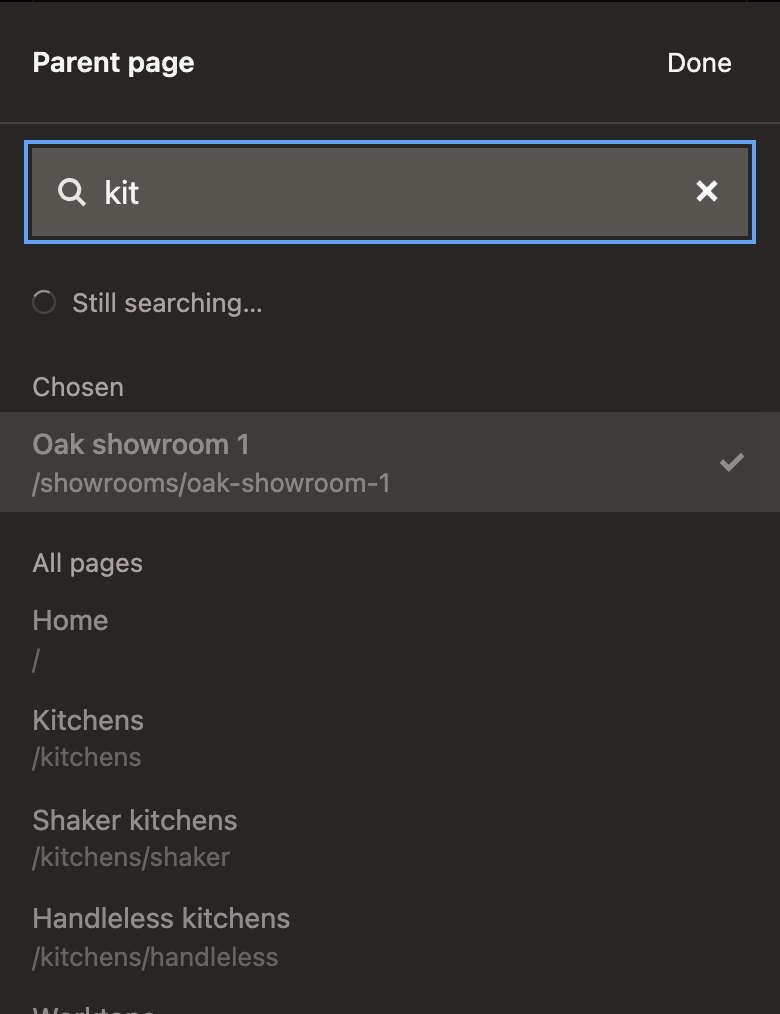 Parent page
Done
kit
Still searching...
Chosen
Oak showroom 1
/showrooms/oak-showroom-1
All pages
Home
/
Kitchens
/kitchens
Shaker kitchens
/kitchens/shaker
Handleless kitchens
/kitchens/handleless